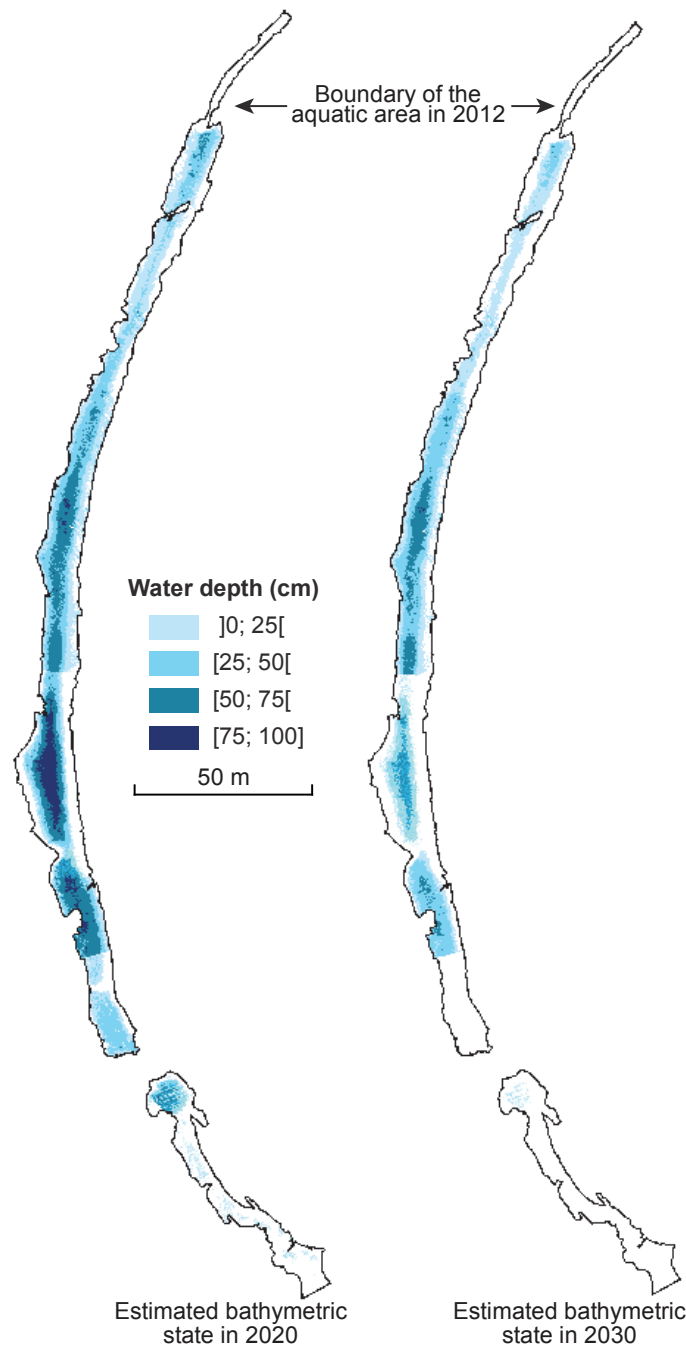 Boundary of the
aquatic area in 2012
Water depth (cm)
]0; 25[
[25; 50[
[50; 75[
[75; 100]
50 m
Estimated bathymetric
state in 2020
Estimated bathymetric
state in 2030